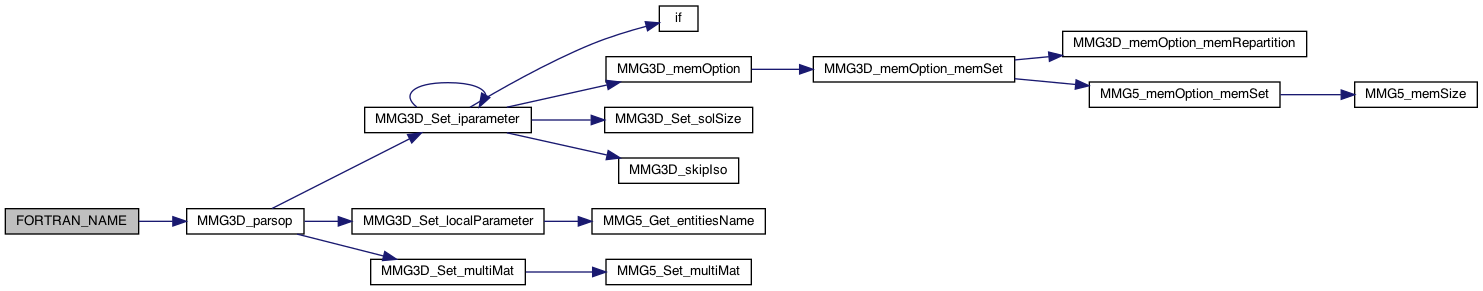 if
MMG3D_memOption_memRepartition
MMG3D_memOption
MMG3D_memOption_memSet
MMG5_memOption_memSet
MMG5_memSize
MMG3D_Set_iparameter
MMG3D_Set_solSize
MMG3D_skipIso
FORTRAN_NAME
MMG3D_parsop
MMG3D_Set_localParameter
MMG5_Get_entitiesName
MMG3D_Set_multiMat
MMG5_Set_multiMat